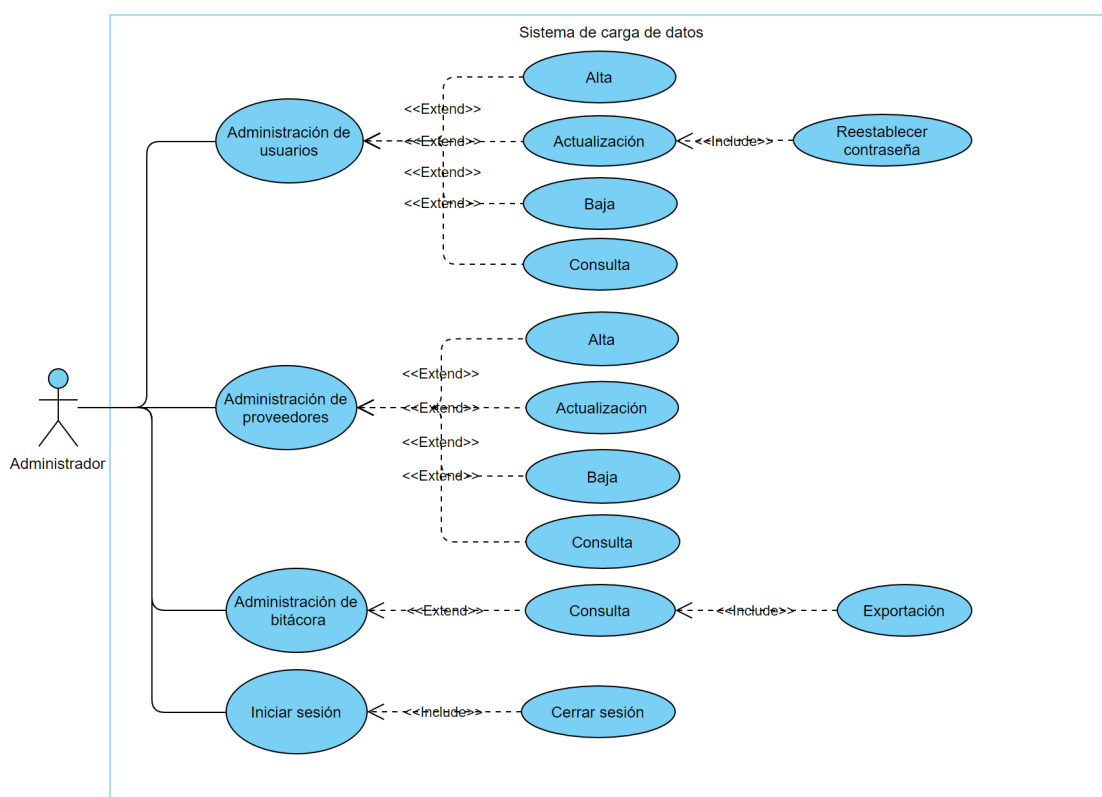 Sistema de carga de datos
Alta
<<Extend>>
Administración de
usuarios
<<Extend>>
Actualización
<<Include>>
Reestablecer
contraseña
<<Extend>>
<<Extend>>
Baja
Consulta
Alta
<<Extend>>
Administración de
proveedores
<<Extend>>
Actualización
<<Extend>>
<<Extend>>
Baja
Administrador
Consulta
Administración de
bitácora
<<Extend>>
Consulta
<<Include>>
Exportación
Iniciar sesión
<<Include>>
Cerrar sesión